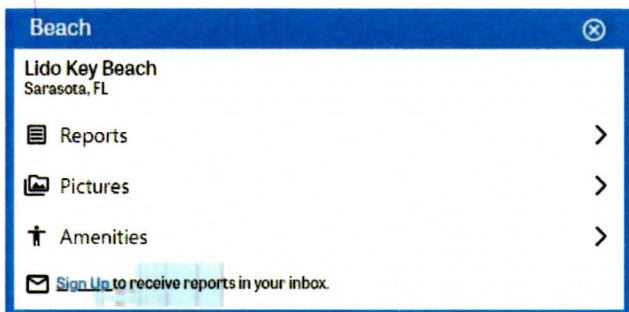 Beach
Lido Key Beach
Sarasota, FL
Reports
Pictures
Amenities
Sign Up to receive reports in your inbox.